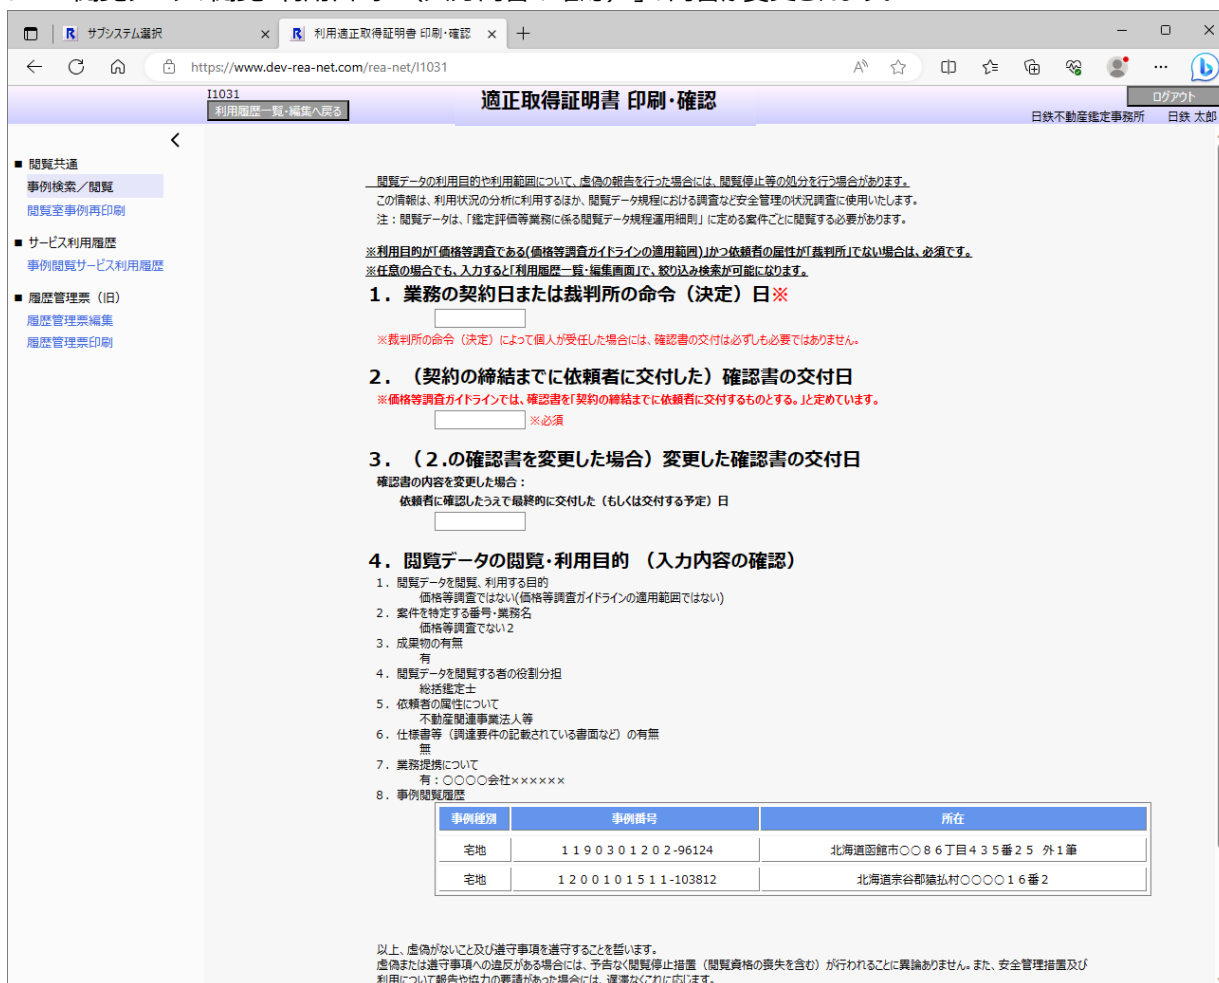 サブシステム選択
利用適正取得証明書 印刷・確認
https://www.dev-rea-net.com/rea-net/I1031
I1031
利用履歴一覧・編集へ戻る
適正取得証明書 印刷・確認
ログアウト
日鉄不動産鑑定事務所 日鉄 太郎
■ 閲覧共通
事例検索／閲覧
閲覧室事例再印刷
■ サービス利用履歴
事例閲覧サービス利用履歴
■ 履歴管理票（旧）
履歴管理票編集
履歴管理票印刷
閲覧データの利用目的や利用範囲について、虚偽の報告を行った場合には、閲覧停止等の処分を行う場合があります。
この情報は、利用状況の分析に利用するほか、閲覧データ規程における調査など安全管理の状況調査に使用いたします。
注：閲覧データは、「鑑定評価等業務に係る閲覧データ規程運用細則」に定める案件ごとに閲覧する必要があります。
※利用目的が「価格等調査である(価格等調査ガイドラインの適用範囲)」かつ依頼者の属性が「裁判所」でない場合は、必須です。
※任意の場合でも、入力すると「利用履歴一覧・編集画面」で、絞り込み検索が可能になります。
１．業務の契約日または裁判所の命令（決定）日※
※裁判所の命令（決定）によって個人が受任した場合には、確認書の交付は必ずしも必要ではありません。
２．（契約の締結までに依頼者に交付した）確認書の交付日
※価格等調査ガイドラインでは、確認書を「契約の締結までに依頼者に交付するものとする。」と定めています。
※必須
３．（２.の確認書を変更した場合）変更した確認書の交付日
確認書の内容を変更した場合：
依頼者に確認したうえで最終的に交付した（もしくは交付する予定）日
４．閲覧データの閲覧・利用目的 （入力内容の確認）
1．閲覧データを閲覧、利用する目的
価格等調査ではない(価格等調査ガイドラインの適用範囲ではない)
2．案件を特定する番号・業務名
価格等調査でない２
3．成果物の有無
有
4．閲覧データを閲覧する者の役割分担
総括鑑定士
5．依頼者の属性について
不動産関連事業法人等
6．仕様書等（調達要件の記載されている書面など）の有無
無
7．業務提携について
有：○○○○会社××××××
8．事例閲覧履歴
事例種別 事例番号 所在
宅地 １１９０３０１２０２-96124 北海道函館市○○８６丁目４３５番２５ 外１筆
宅地 １２００１０１５１１-103812 北海道宗谷郡猿払村○○○○１６番２
以上、虚偽がないこと及び遵守事項を遵守することを誓います。
虚偽または遵守事項への違反がある場合には、予告なく閲覧停止措置（閲覧資格の喪失を含む）が行われることに異論ありません。また、安全管理措置及び
利用について報告や協力の要請があった場合には、遅滞なくこれに応じます。